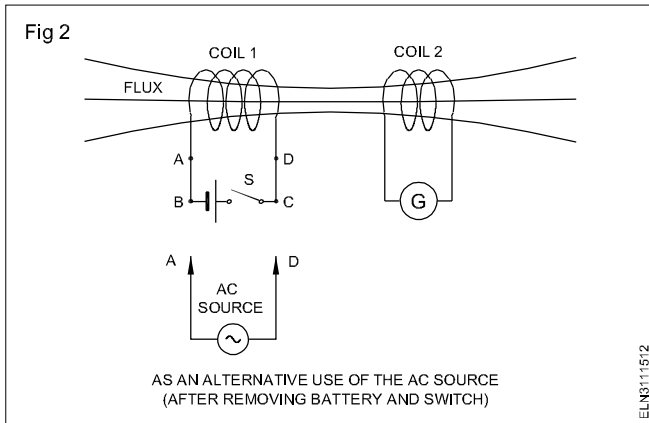 Fig 2
COIL 1
COIL 2
FLUX
A
D
S
B
C
G
A
D
AC
SOURCE
AS AN ALTERNATIVE USE OF THE AC SOURCE
(AFTER REMOVING BATTERY AND SWITCH)
ELN3111512